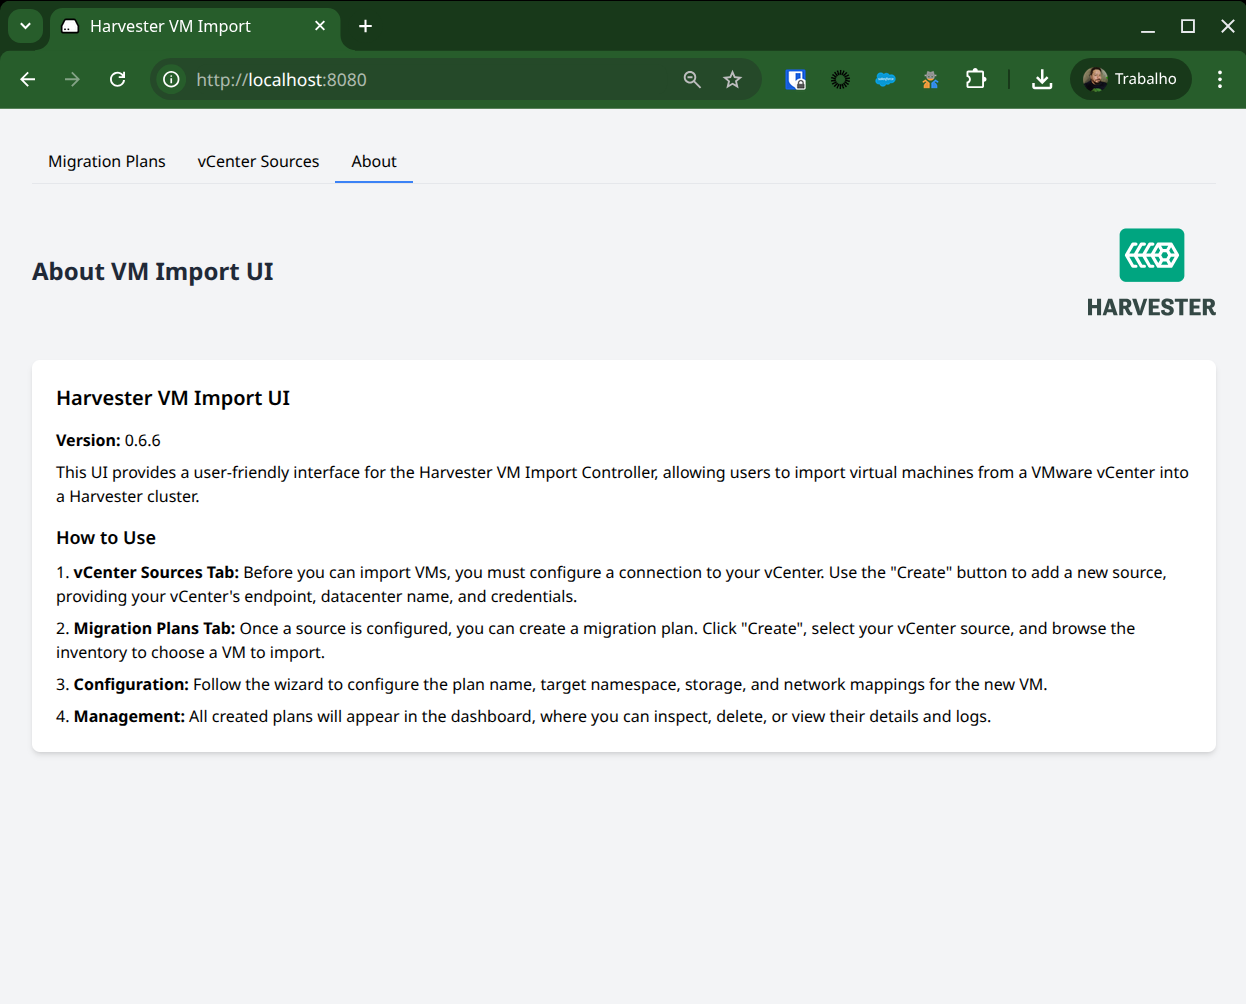 Harvester VM Import
http://localhost:8080
Trabalho
Migration Plans
vCenter Sources
About
About VM Import UI
HARVESTER
Harvester VM Import UI
Version: 0.6.6
This UI provides a user-friendly interface for the Harvester VM Import Controller, allowing users to import virtual machines from a VMware vCenter into
a Harvester cluster.
How to Use
1. vCenter Sources Tab: Before you can import VMs, you must configure a connection to your vCenter. Use the "Create" button to add a new source,
providing your vCenter's endpoint, datacenter name, and credentials.
2. Migration Plans Tab: Once a source is configured, you can create a migration plan. Click "Create", select your vCenter source, and browse the
inventory to choose a VM to import.
3. Configuration: Follow the wizard to configure the plan name, target namespace, storage, and network mappings for the new VM.
4. Management: All created plans will appear in the dashboard, where you can inspect, delete, or view their details and logs.